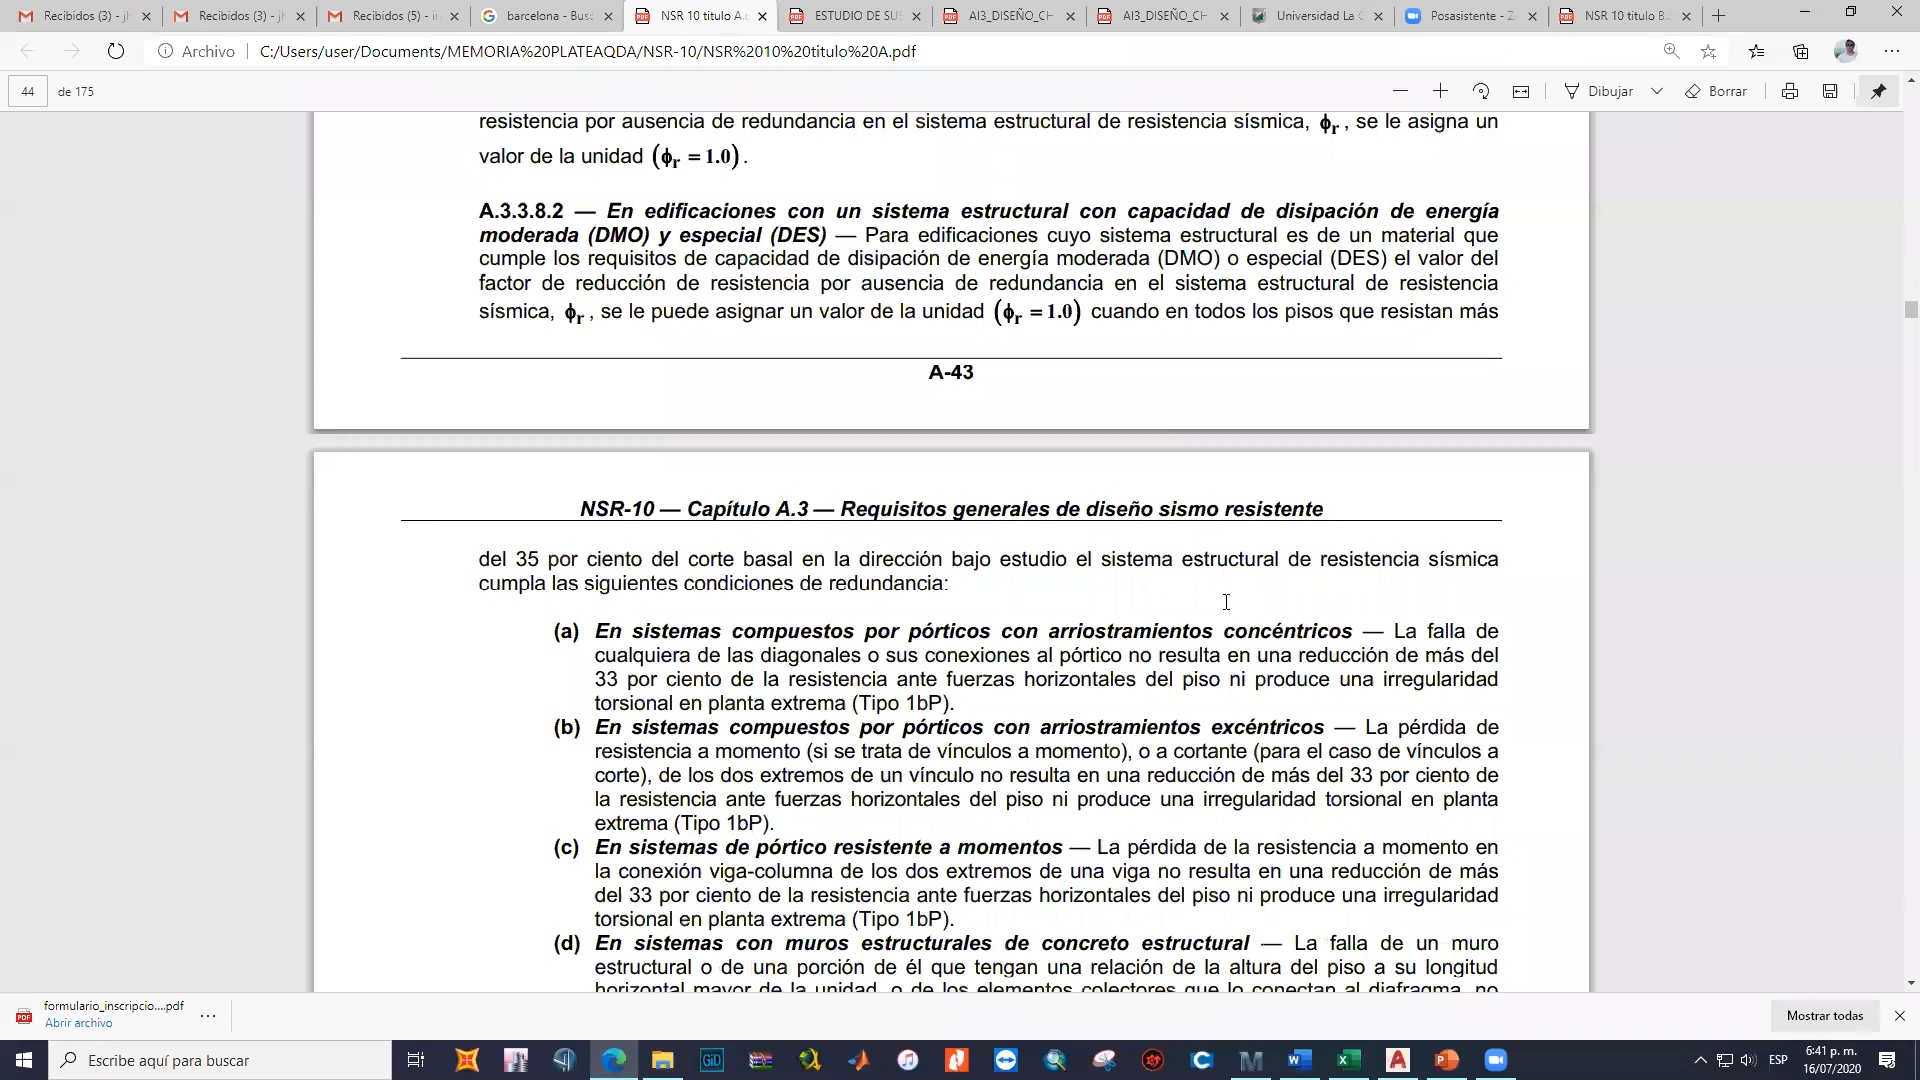 Recibidos (3) - jh
Recibidos (3) - jh
Recibidos (5) - in
barcelona - Busc
NSR 10 titulo A.p
ESTUDIO DE SUS
AI3_DISEÑO_CH
AI3_DISEÑO_CH
Universidad La G
Posasistente - Z
NSR 10 titulo B.
Archivo
C:/Users/user/Documents/MEMORIA%20PLATEAQDA/NSR-10/NSR%2010%20titulo%20A.pdf
44 de 175
Dibujar
Borrar
resistencia por ausencia de redundancia en el sistema estructural de resistencia sísmica, ϕr, se le asigna un
valor de la unidad (ϕr = 1.0).
A.3.3.8.2 — En edificaciones con un sistema estructural con capacidad de disipación de energía
moderada (DMO) y especial (DES) — Para edificaciones cuyo sistema estructural es de un material que
cumple los requisitos de capacidad de disipación de energía moderada (DMO) o especial (DES) el valor del
factor de reducción de resistencia por ausencia de redundancia en el sistema estructural de resistencia
sísmica, ϕr, se le puede asignar un valor de la unidad (ϕr = 1.0) cuando en todos los pisos que resistan más
A-43
NSR-10 — Capítulo A.3 — Requisitos generales de diseño sismo resistente
del 35 por ciento del corte basal en la dirección bajo estudio el sistema estructural de resistencia sísmica
cumpla las siguientes condiciones de redundancia:
(a) En sistemas compuestos por pórticos con arriostramientos concéntricos — La falla de
cualquiera de las diagonales o sus conexiones al pórtico no resulta en una reducción de más del
33 por ciento de la resistencia ante fuerzas horizontales del piso ni produce una irregularidad
torsional en planta extrema (Tipo 1bP).
(b) En sistemas compuestos por pórticos con arriostramientos excéntricos — La pérdida de
resistencia a momento (si se trata de vínculos a momento), o a cortante (para el caso de vínculos a
corte), de los dos extremos de un vínculo no resulta en una reducción de más del 33 por ciento de
la resistencia ante fuerzas horizontales del piso ni produce una irregularidad torsional en planta
extrema (Tipo 1bP).
(c) En sistemas de pórtico resistente a momentos — La pérdida de la resistencia a momento en
la conexión viga-columna de los dos extremos de una viga no resulta en una reducción de más
del 33 por ciento de la resistencia ante fuerzas horizontales del piso ni produce una irregularidad
torsional en planta extrema (Tipo 1bP).
(d) En sistemas con muros estructurales de concreto estructural — La falla de un muro
estructural o de una porción de él que tengan una relación de la altura del piso a su longitud
horizontal mayor de la unidad, o de los elementos colectores que lo conectan al diafragma, no
formulario_inscripcio....pdf
Abrir archivo
Mostrar todas
Escribe aquí para buscar
ESP
6:41 p. m.
16/07/2020